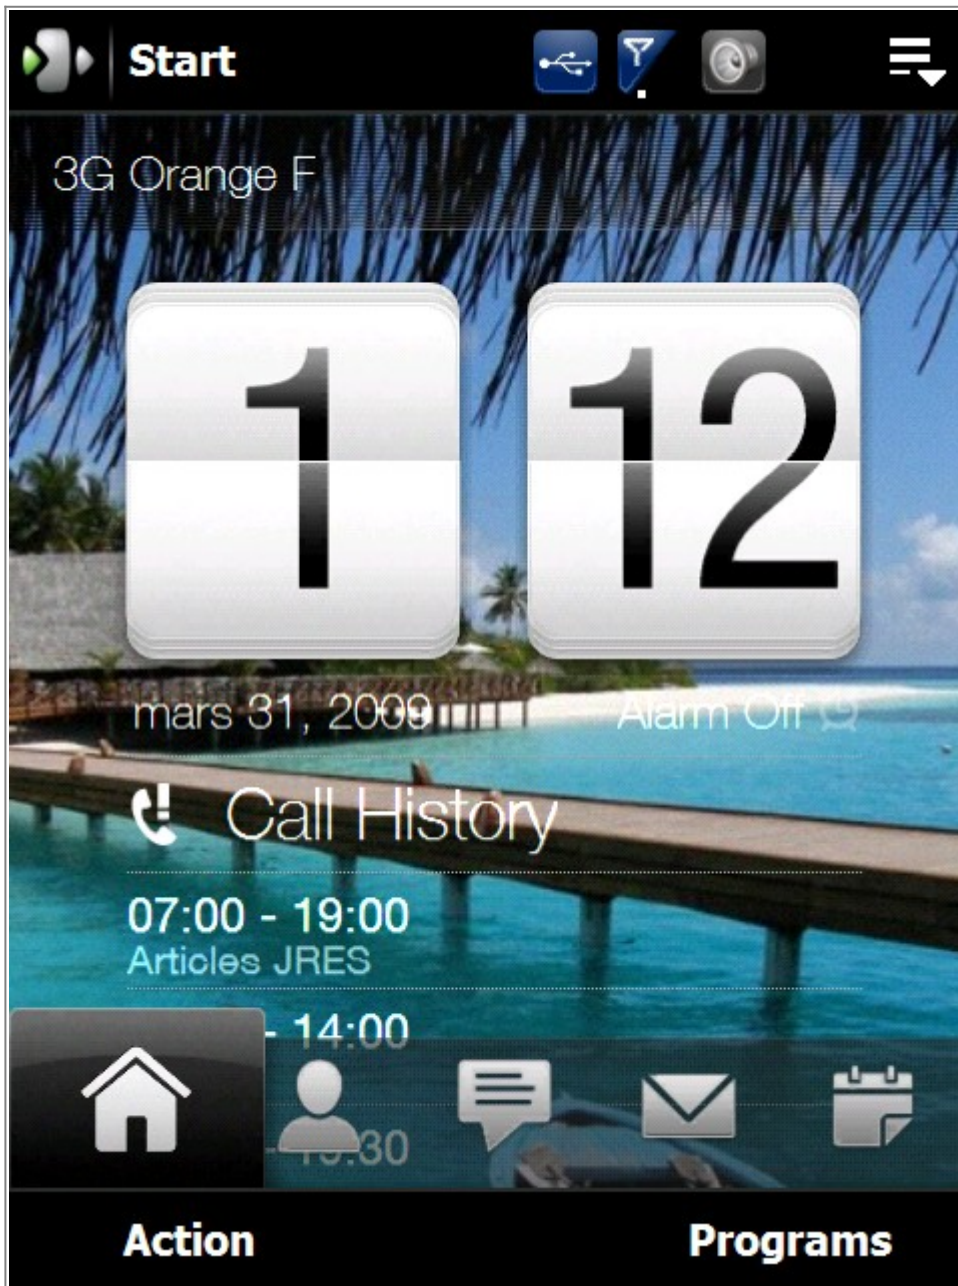 Start
3G Orange F
1 12
mars 31, 2009 Alarm Off
Call History
07:00 - 19:00
Articles JRES
- 14:00
:30
Action Programs